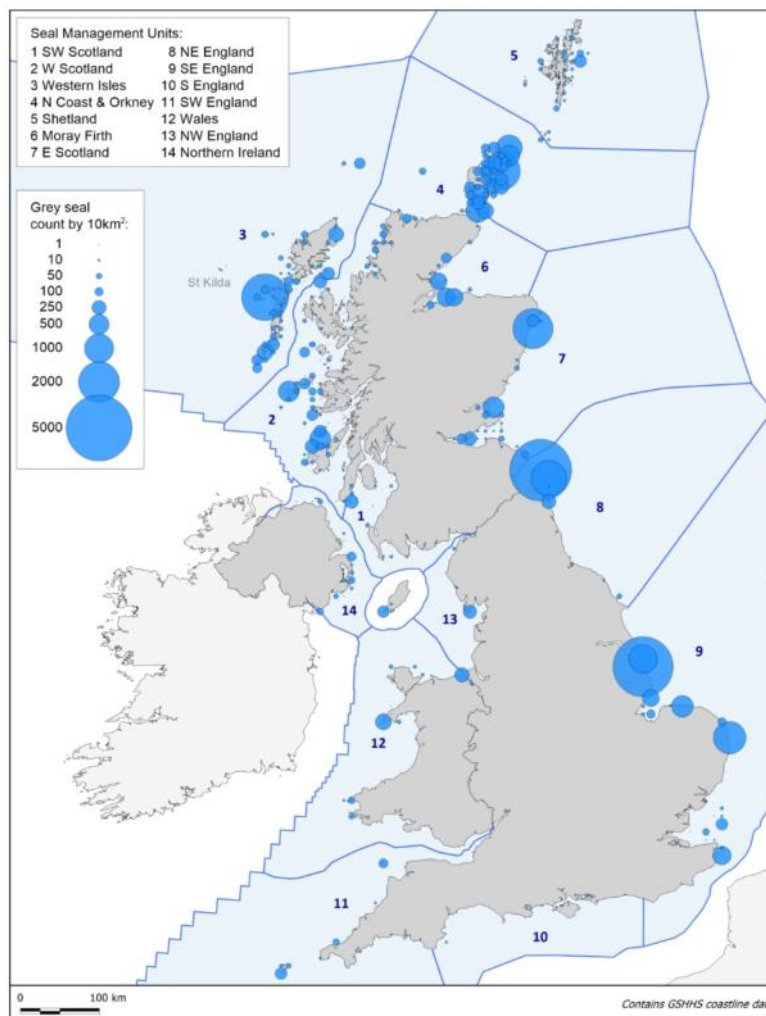 Seal Management Units:
1 SW Scotland 8 NE England
2 W Scotland 9 SE England
3 Western Isles 10 S England
4 N Coast & Orkney 11 SW England
5 Shetland 12 Wales
6 Moray Firth 13 NW England
7 E Scotland 14 Northern Ireland
5
4
Grey seal
count by 10km²:
1
10
50
100
250
500
1000
2000
5000
3
6
St Kilda
7
2
8
1
14
13
9
12
11
10
0 100 km
Contains GSHHS coastline dat